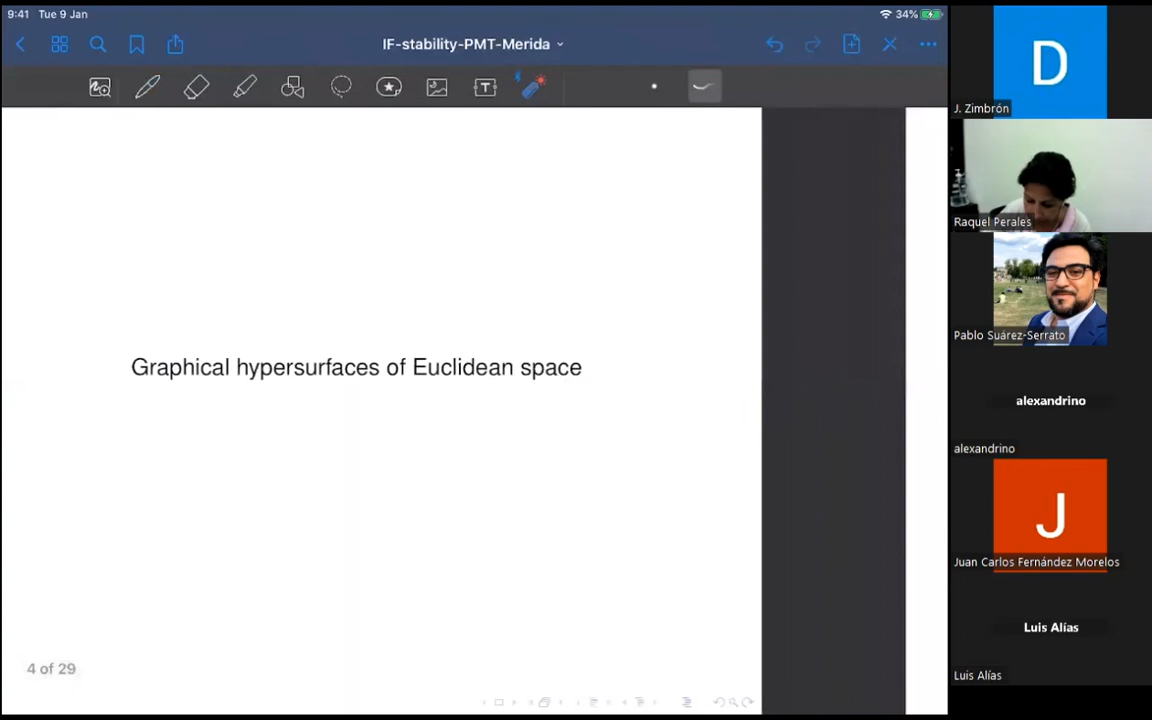 9:41 Tue 9 Jan
34%
IF-stability-PMT-Merida
T
Graphical hypersurfaces of Euclidean space
4 of 29
D
J. Zimbrón
Raquel Perales
Pablo Suárez-Serrato
alexandrino
alexandrino
J
Juan Carlos Fernández Morelos
Luis Alías
Luis Alías